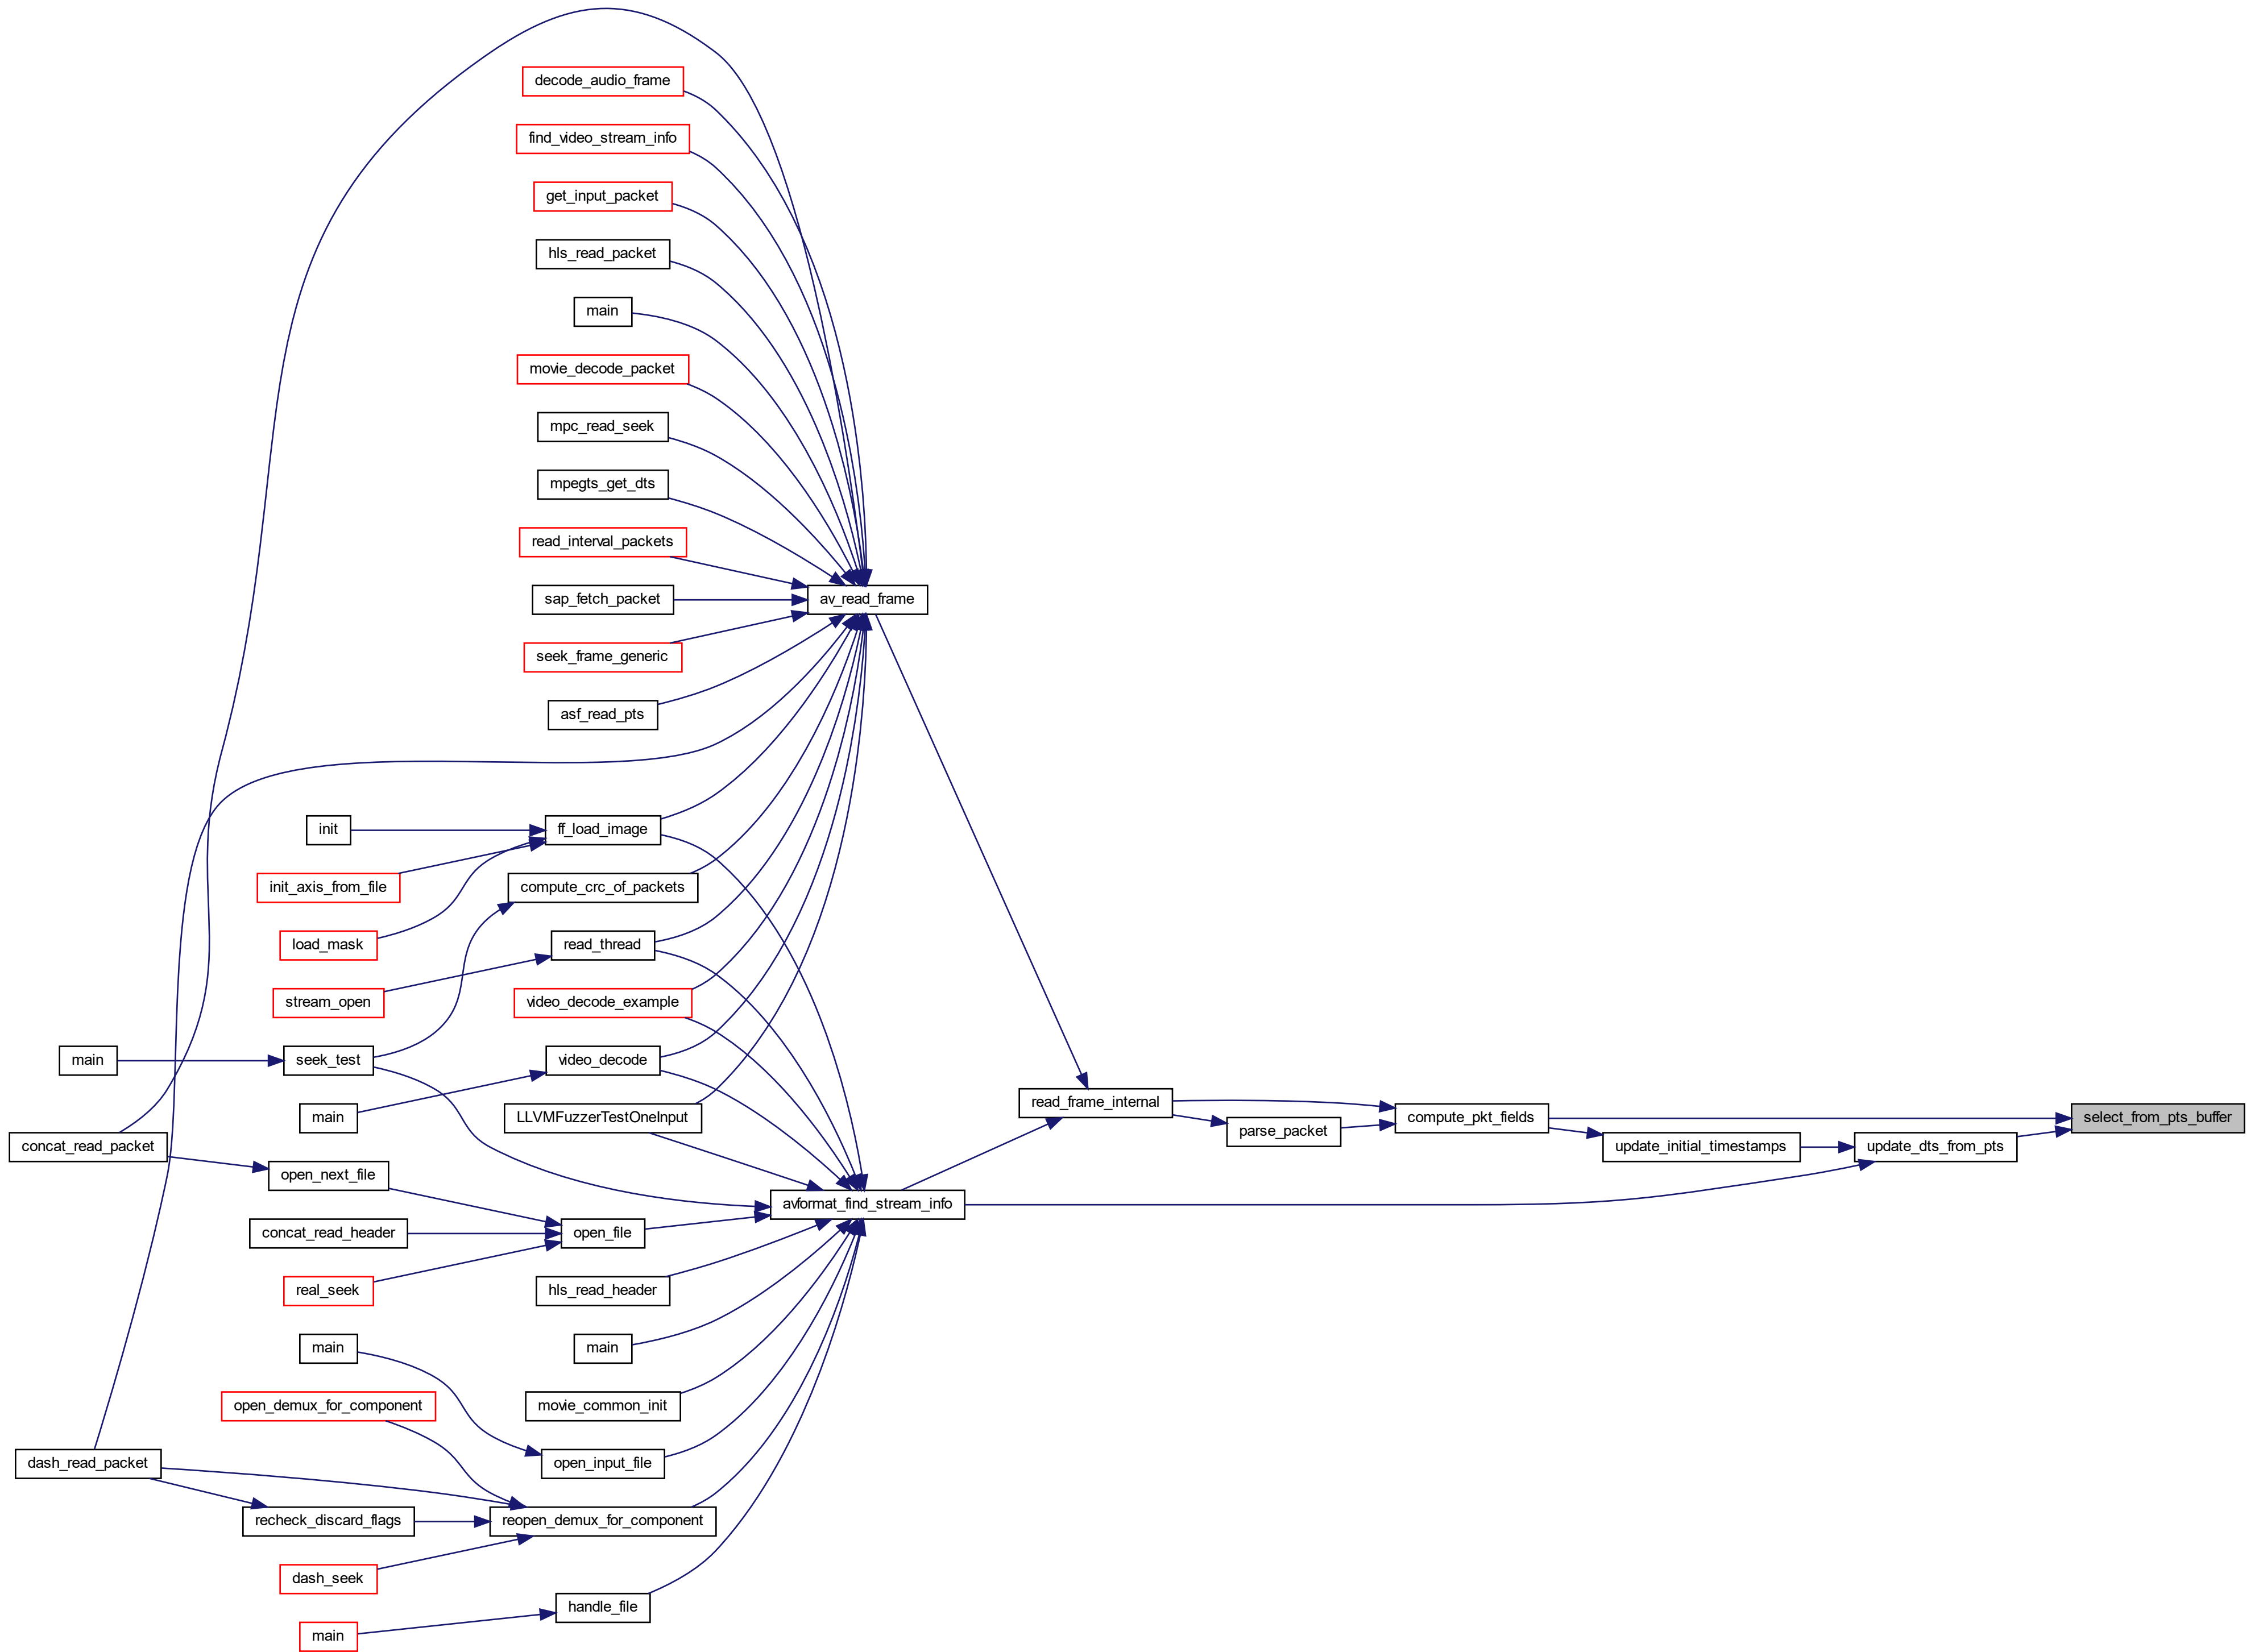 decode_audio_frame
find_video_stream_info
get_input_packet
hls_read_packet
main
movie_decode_packet
mpc_read_seek
mpegts_get_dts
read_interval_packets
sap_fetch_packet
av_read_frame
seek_frame_generic
asf_read_pts
init
ff_load_image
init_axis_from_file
compute_crc_of_packets
load_mask
read_thread
stream_open
video_decode_example
main
seek_test
video_decode
main
LLVMFuzzerTestOneInput
read_frame_internal
compute_pkt_fields
select_from_pts_buffer
concat_read_packet
parse_packet
update_initial_timestamps
update_dts_from_pts
open_next_file
avformat_find_stream_info
concat_read_header
open_file
real_seek
hls_read_header
main
main
open_demux_for_component
movie_common_init
dash_read_packet
open_input_file
recheck_discard_flags
reopen_demux_for_component
dash_seek
handle_file
main